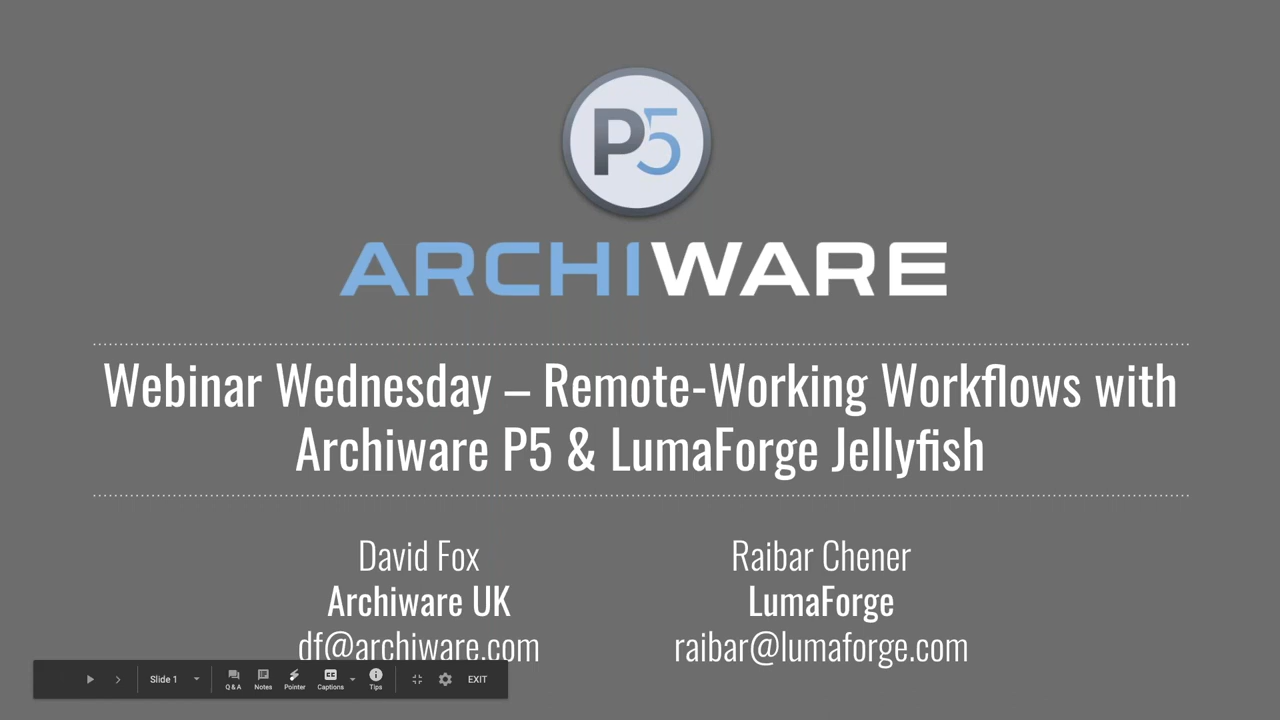 P5
ARCHIWARE
Webinar Wednesday – Remote-Working Workflows with
Archiware P5 & LumaForge Jellyfish
David Fox
Archiware UK
df@archiware.com
Raibar Chener
LumaForge
raibar@lumaforge.com
Slide 1
Q & A
Notes
Pointer
Captions
Tips
EXIT